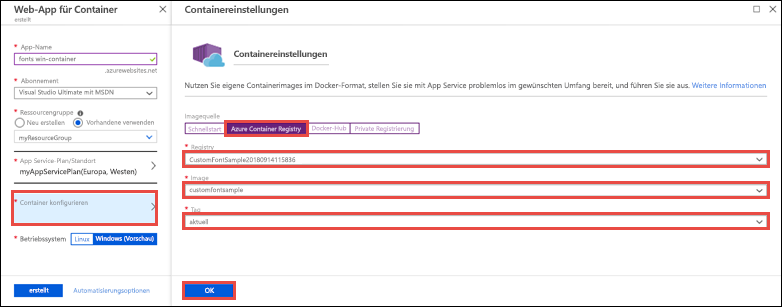 Web-App für Container
erstellt
* App-Name
fonts win-container
.azurewebsites.net
* Abonnement
Visual Studio Ultimate mit MSDN
* Ressourcengruppe
Neu erstellen
Vorhandene verwenden
myResourceGroup
* App Service-Plan/Standort
myAppServicePlan(Europa, Westen)
* Container konfigurieren
* Betriebssystem
Linux
Windows (Vorschau)
erstellt
Automatisierungsoptionen
Containereinstellungen
Containereinstellungen
Nutzen Sie eigene Containerimages im Docker-Format, stellen Sie sie mit App Service problemlos im gewünschten Umfang bereit, und führen Sie sie aus. Weitere Informationen
Imagequelle
Schnellstart
Azure Container Registry
Docker-Hub
Private Registrierung
* Registry
CustomFontSample20180914115836
* Image
customfontsample
* Tag
aktuell
OK